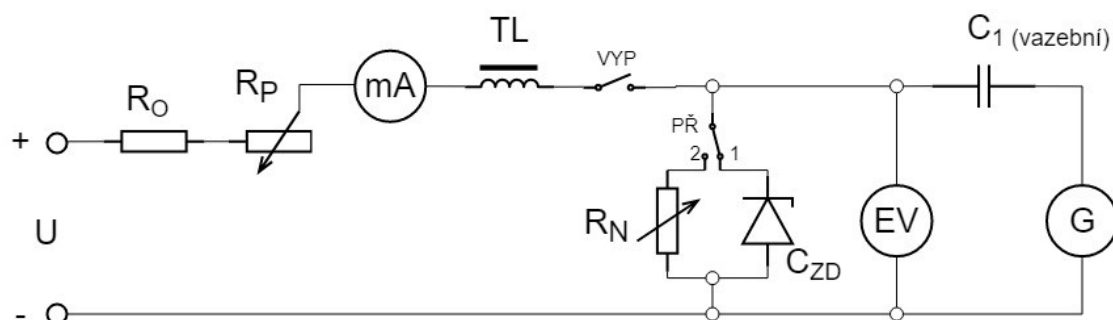 TL
C1 (vazební)
VYP
RP
mA
RO
+
PŘ
2
1
U
RN
EV
G
CZD
-